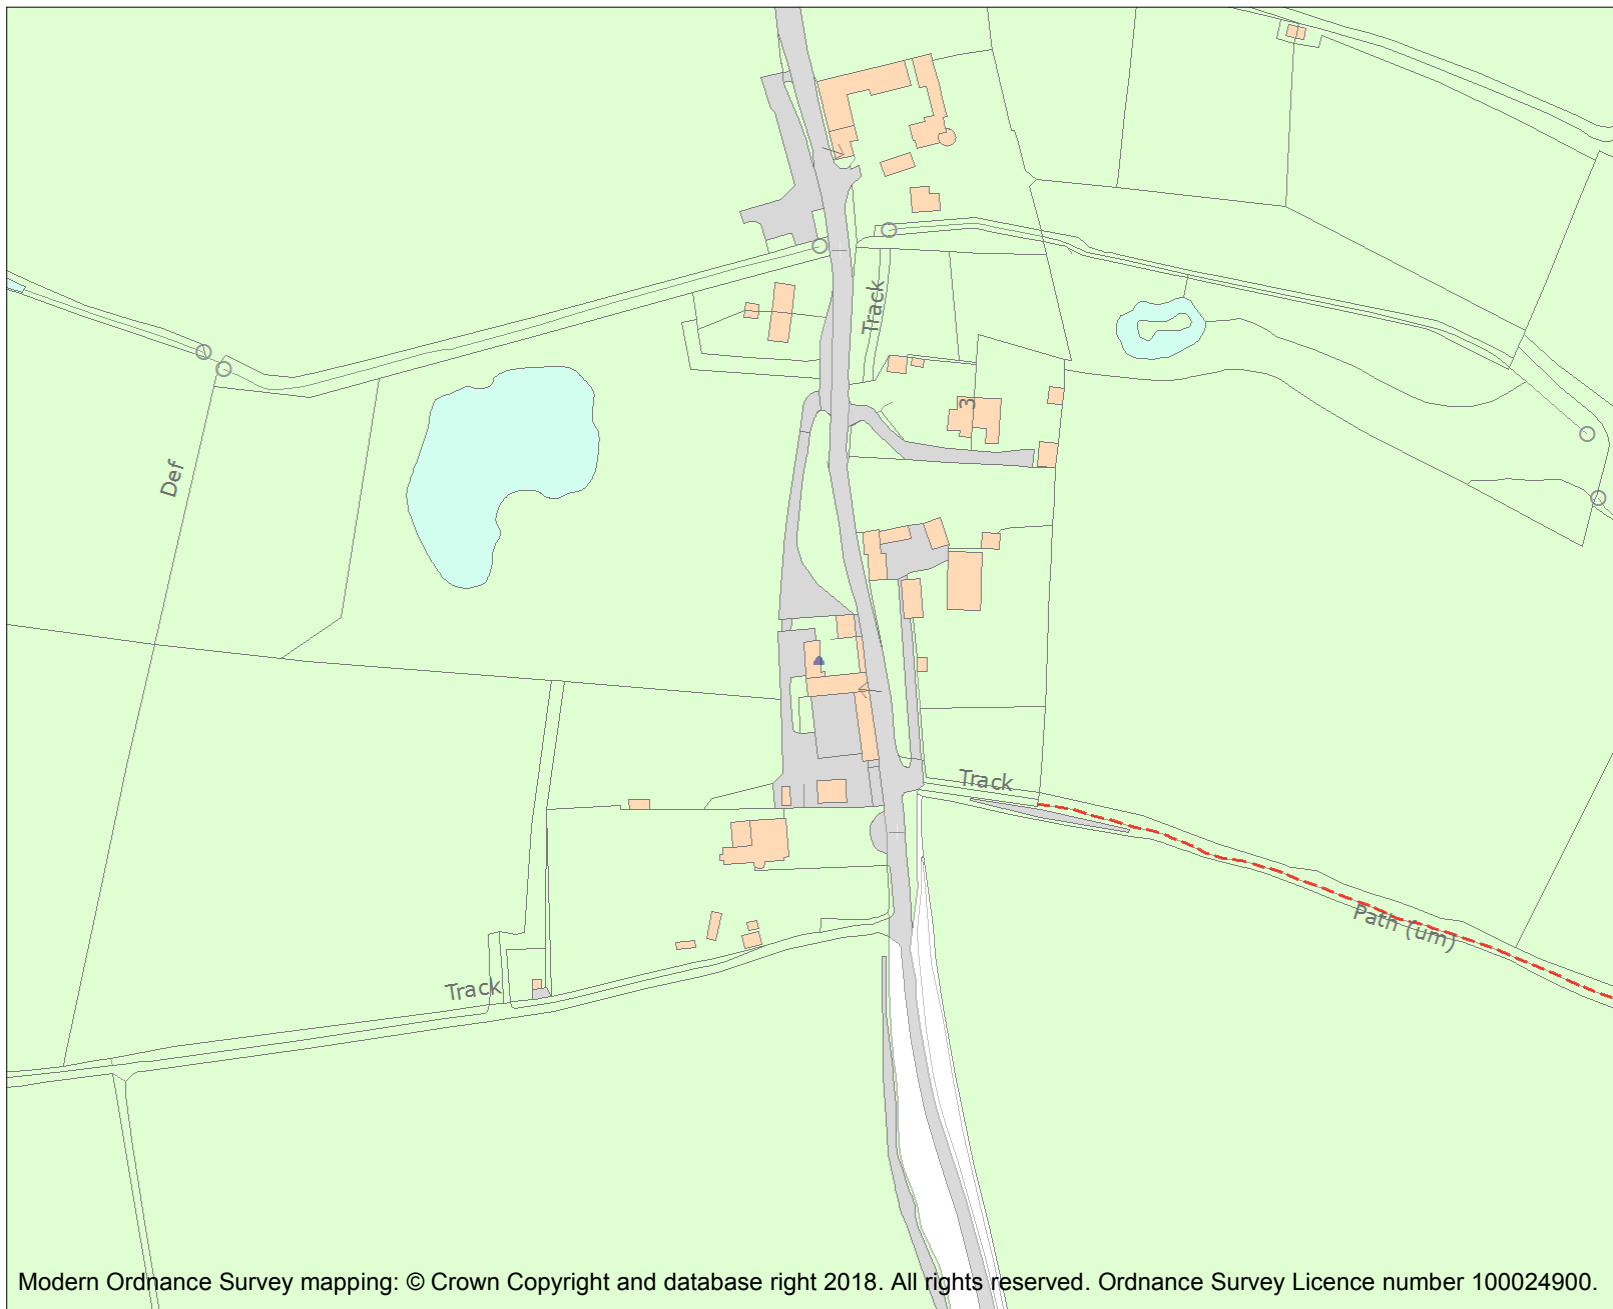 Track
3
Def
Track
Path (um)
Track
Modern Ordnance Survey mapping: © Crown Copyright and database right 2018. All rights reserved. Ordnance Survey Licence number 100024900.